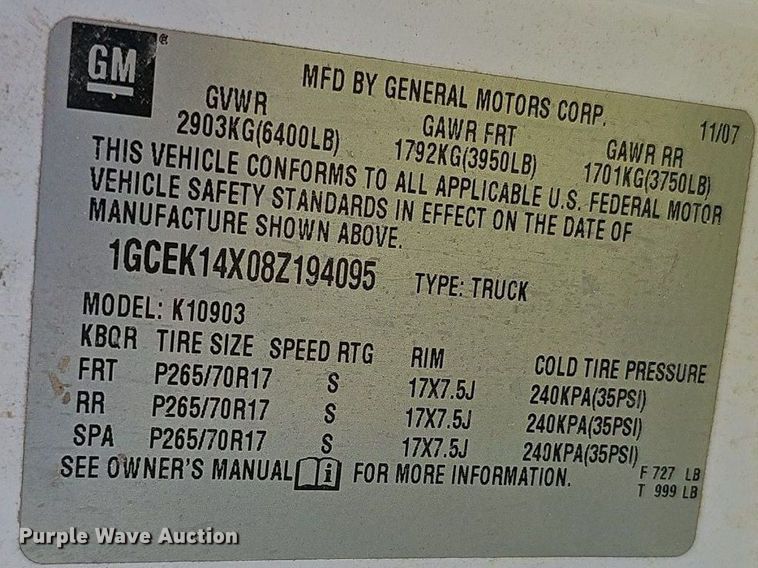 GM
MFD BY GENERAL MOTORS CORP. 11/07
GVWR GAWR FRT GAWR RR
2903KG(6400LB) 1792KG(3950LB) 1701KG(3750LB)
THIS VEHICLE CONFORMS TO ALL APPLICABLE U.S. FEDERAL MOTOR
VEHICLE SAFETY STANDARDS IN EFFECT ON THE DATE OF
MANUFACTURE SHOWN ABOVE.
1GCEK14X08Z194095 TYPE: TRUCK
MODEL: K10903
KBQR TIRE SIZE SPEED RTG RIM COLD TIRE PRESSURE
FRT P265/70R17 S 17X7.5J 240KPA(35PSI)
RR P265/70R17 S 17X7.5J 240KPA(35PSI)
SPA P265/70R17 S 17X7.5J 240KPA(35PSI)
SEE OWNER'S MANUAL i FOR MORE INFORMATION.
F 727 LB
T 999 LB
Purple Wave Auction